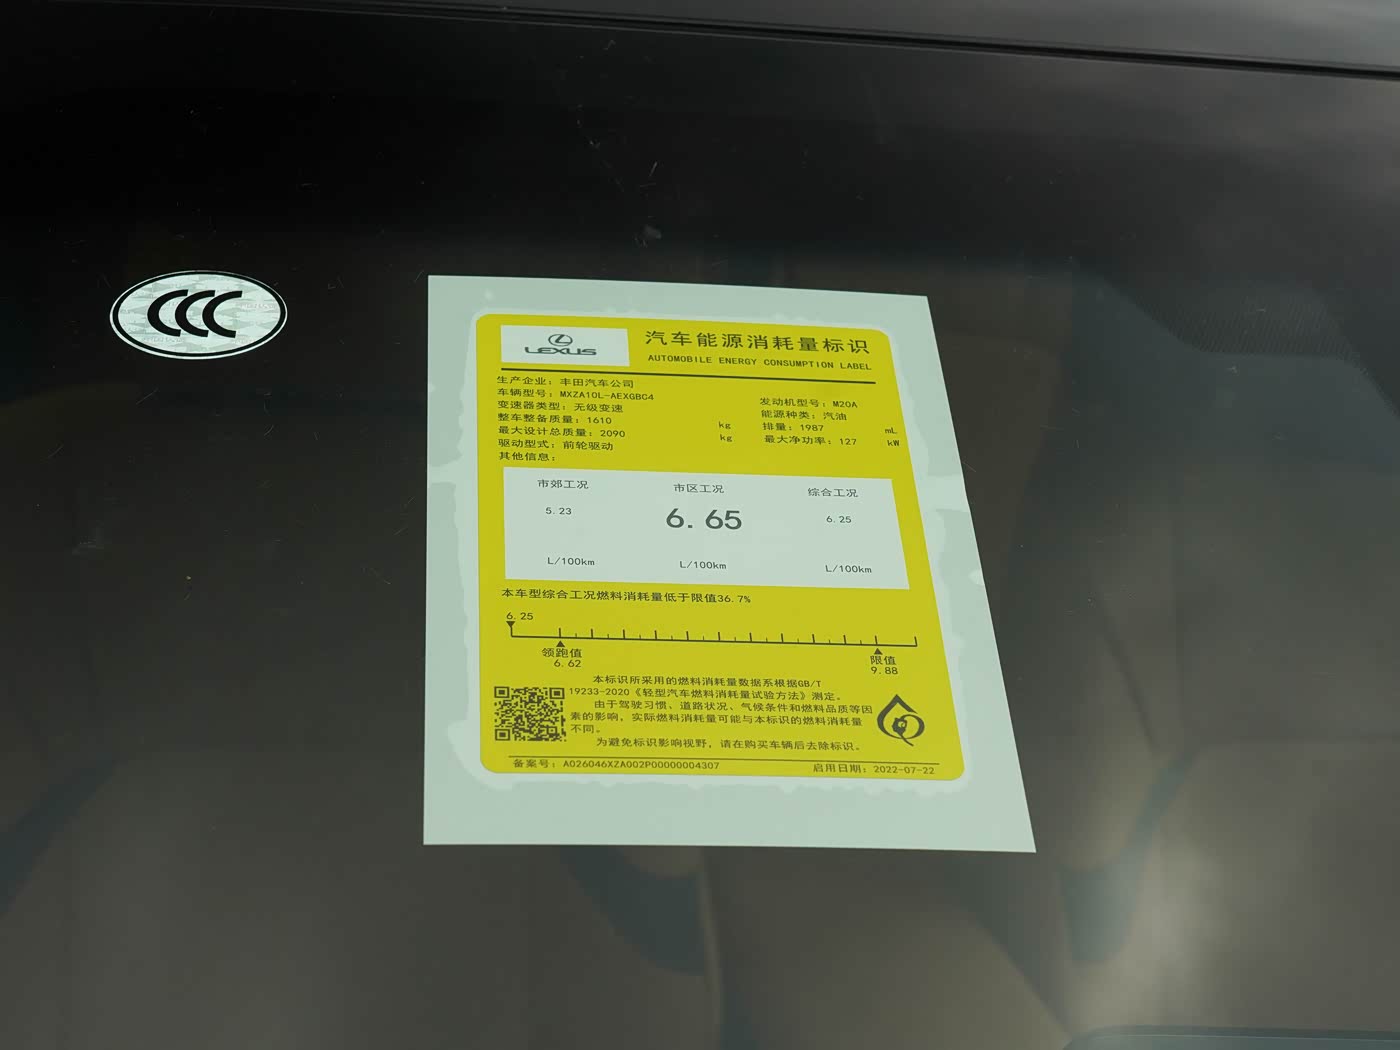 CCC
LEXUS
汽车能源消耗量标识
AUTOMOBILE ENERGY CONSUMPTION LABEL
生产企业：丰田汽车公司
车辆型号：MXZA10L-AEXGBC4 发动机型号：M20A
变速器类型：无级变速 能源种类：汽油
整车整备质量：1610 kg 排量：1987 mL
最大设计总质量：2090 kg 最大净功率：127 kW
驱动型式：前轮驱动
其他信息：
市郊工况 市区工况 综合工况
5.23 6.65 6.25
L/100km L/100km L/100km
本车型综合工况燃料消耗量低于限值36.7%
6.25
领跑值 限值
6.62 9.88
本标识所采用的燃料消耗量数据系根据GB/T
19233-2020《轻型汽车燃料消耗量试验方法》测定。
由于驾驶习惯、道路状况、气候条件和燃料品质等因
素的影响，实际燃料消耗量可能与本标识的燃料消耗量
不同。
为避免标识影响视野，请在购买车辆后去除标识。
备案号：A026046XZA002P00000004307 启用日期：2022-07-22